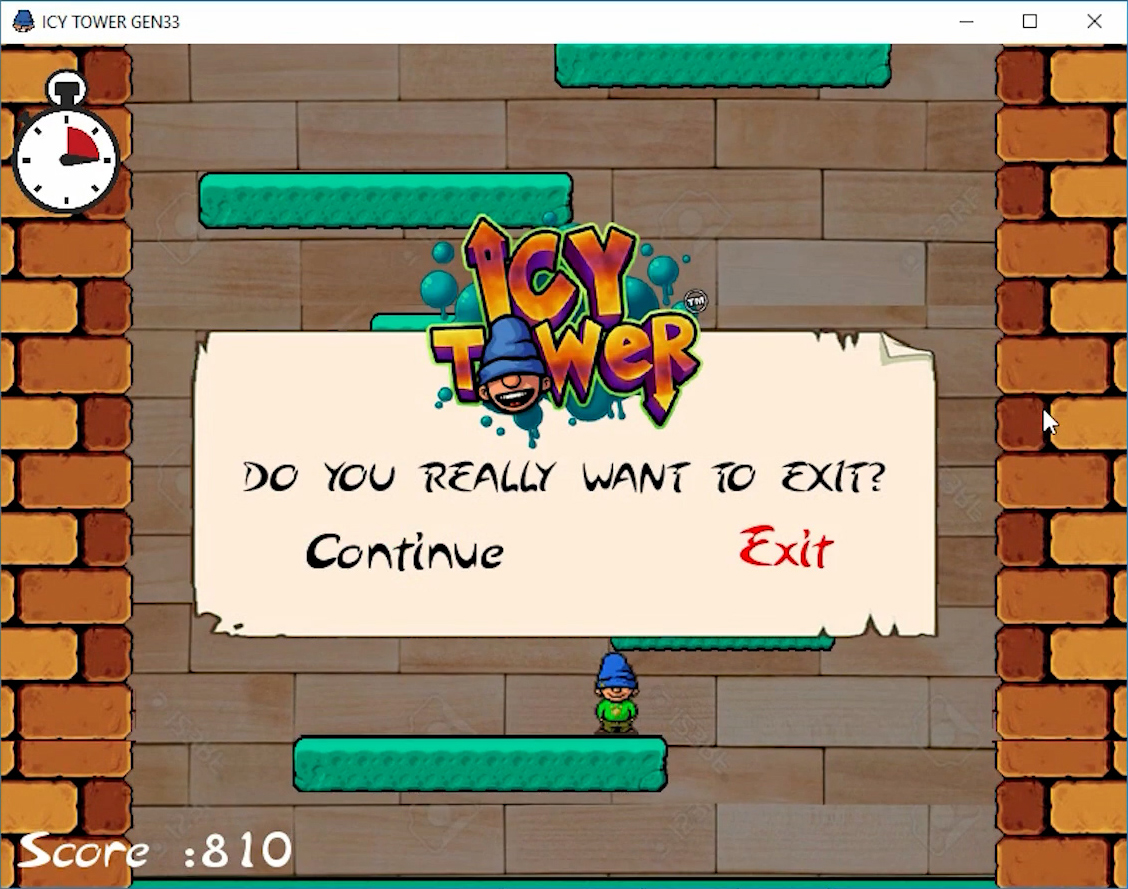 ICY TOWER GEN33
ICY
TM
TOWER
DO YOU REALLY WANT TO EXIT?
Continue Exit
Score :810